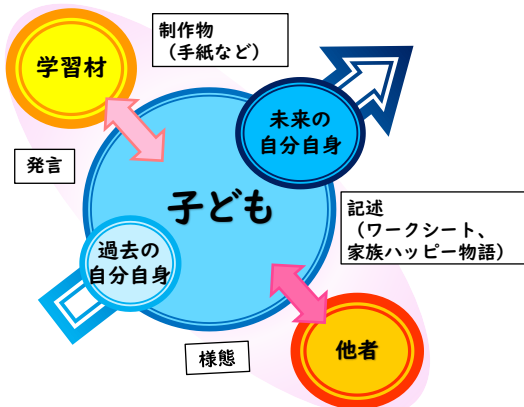 制作物
（手紙など）
学習材
未来の
自分自身
発言
子ども
記述
（ワークシート、
家族ハッピー物語）
過去の
自分自身
様態
他者